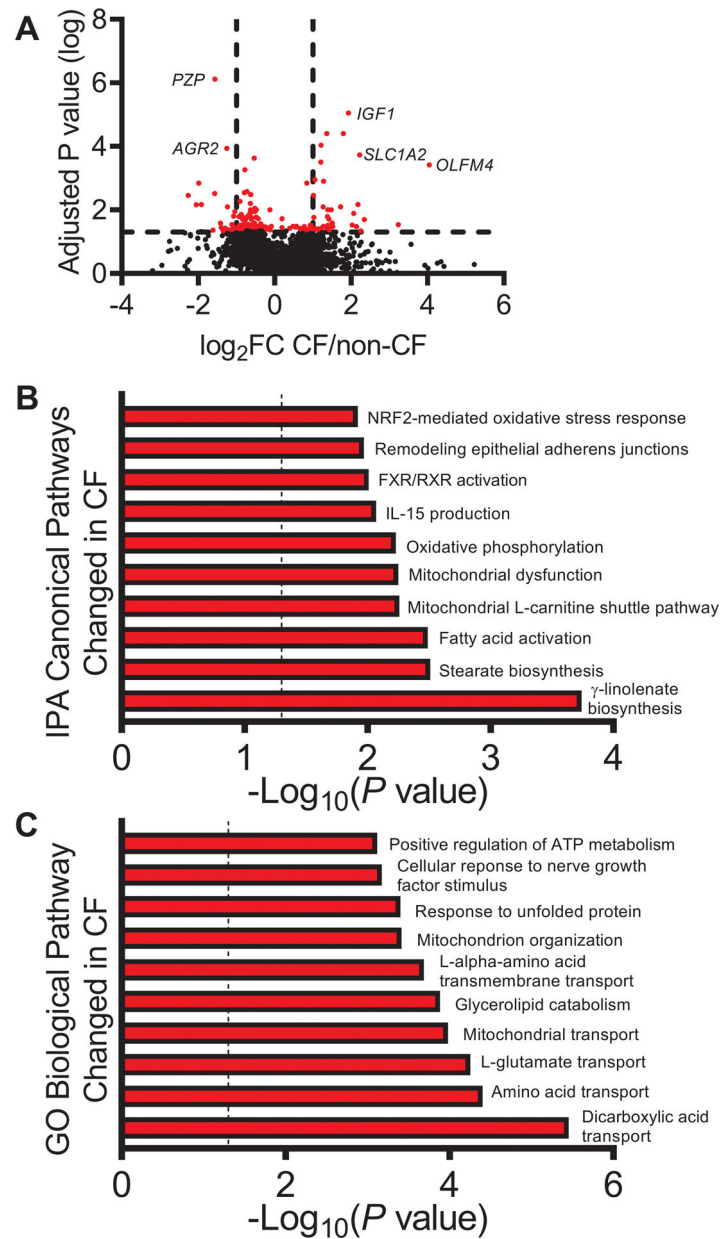 A
Adjusted P value (log)
8
6
4
2
0
PZP
IGF1
AGR2
SLC1A2
OLFM4
-4
-2
0
2
4
6
log2FC CF/non-CF
B
IPA Canonical Pathways
Changed in CF
NRF2-mediated oxidative stress response
Remodeling epithelial adherens junctions
FXR/RXR activation
IL-15 production
Oxidative phosphorylation
Mitochondrial dysfunction
Mitochondrial L-carnitine shuttle pathway
Fatty acid activation
Stearate biosynthesis
γ-linolenate
biosynthesis
0
1
2
3
4
-Log10(P value)
C
GO Biological Pathway
Changed in CF
Positive regulation of ATP metabolism
Cellular reponse to nerve growth
factor stimulus
Response to unfolded protein
Mitochondrion organization
L-alpha-amino acid
transmembrane transport
Glycerolipid catabolism
Mitochondrial transport
L-glutamate transport
Amino acid transport
Dicarboxylic acid
transport
0
2
4
6
-Log10(P value)